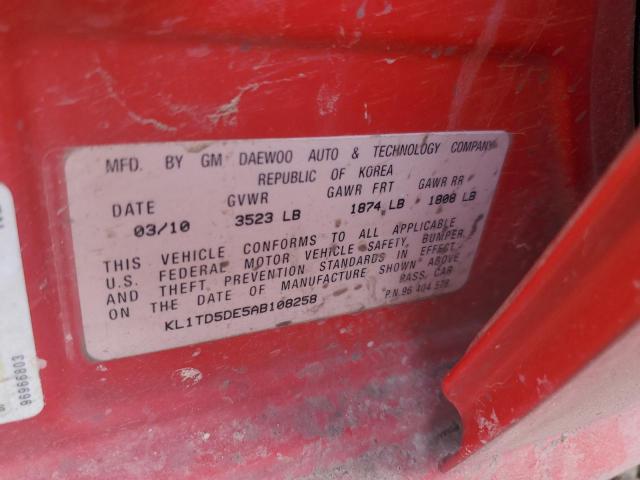 MFD. BY GM DAEWOO AUTO & TECHNOLOGY COMPANY
REPUBLIC OF KOREA
DATE GVWR GAWR FRT GAWR RR
03/10 3523 LB 1874 LB 1808 LB
THIS VEHICLE CONFORMS TO ALL APPLICABLE
U.S. FEDERAL MOTOR VEHICLE SAFETY, BUMPER,
AND THEFT PREVENTION STANDARDS IN EFFECT
ON THE DATE OF MANUFACTURE SHOWN ABOVE
PASS. CAR
KL1TD5DE5AB108258
P/N 96 404 578
96966803